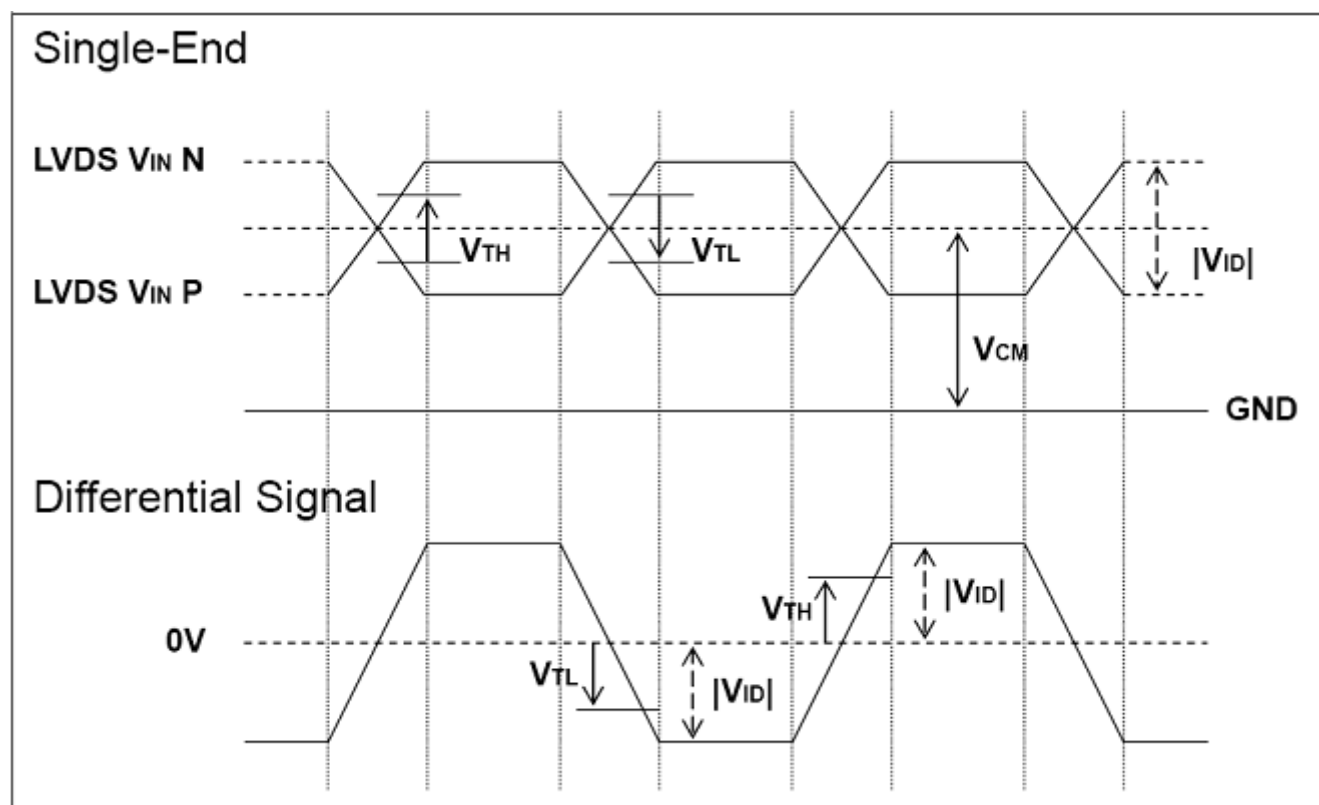 Single-End
LVDS VIN N
VTH
VTL
|VID|
LVDS VIN P
VCM
GND
Differential Signal
VTH
|VID|
0V
VTL
|VID|